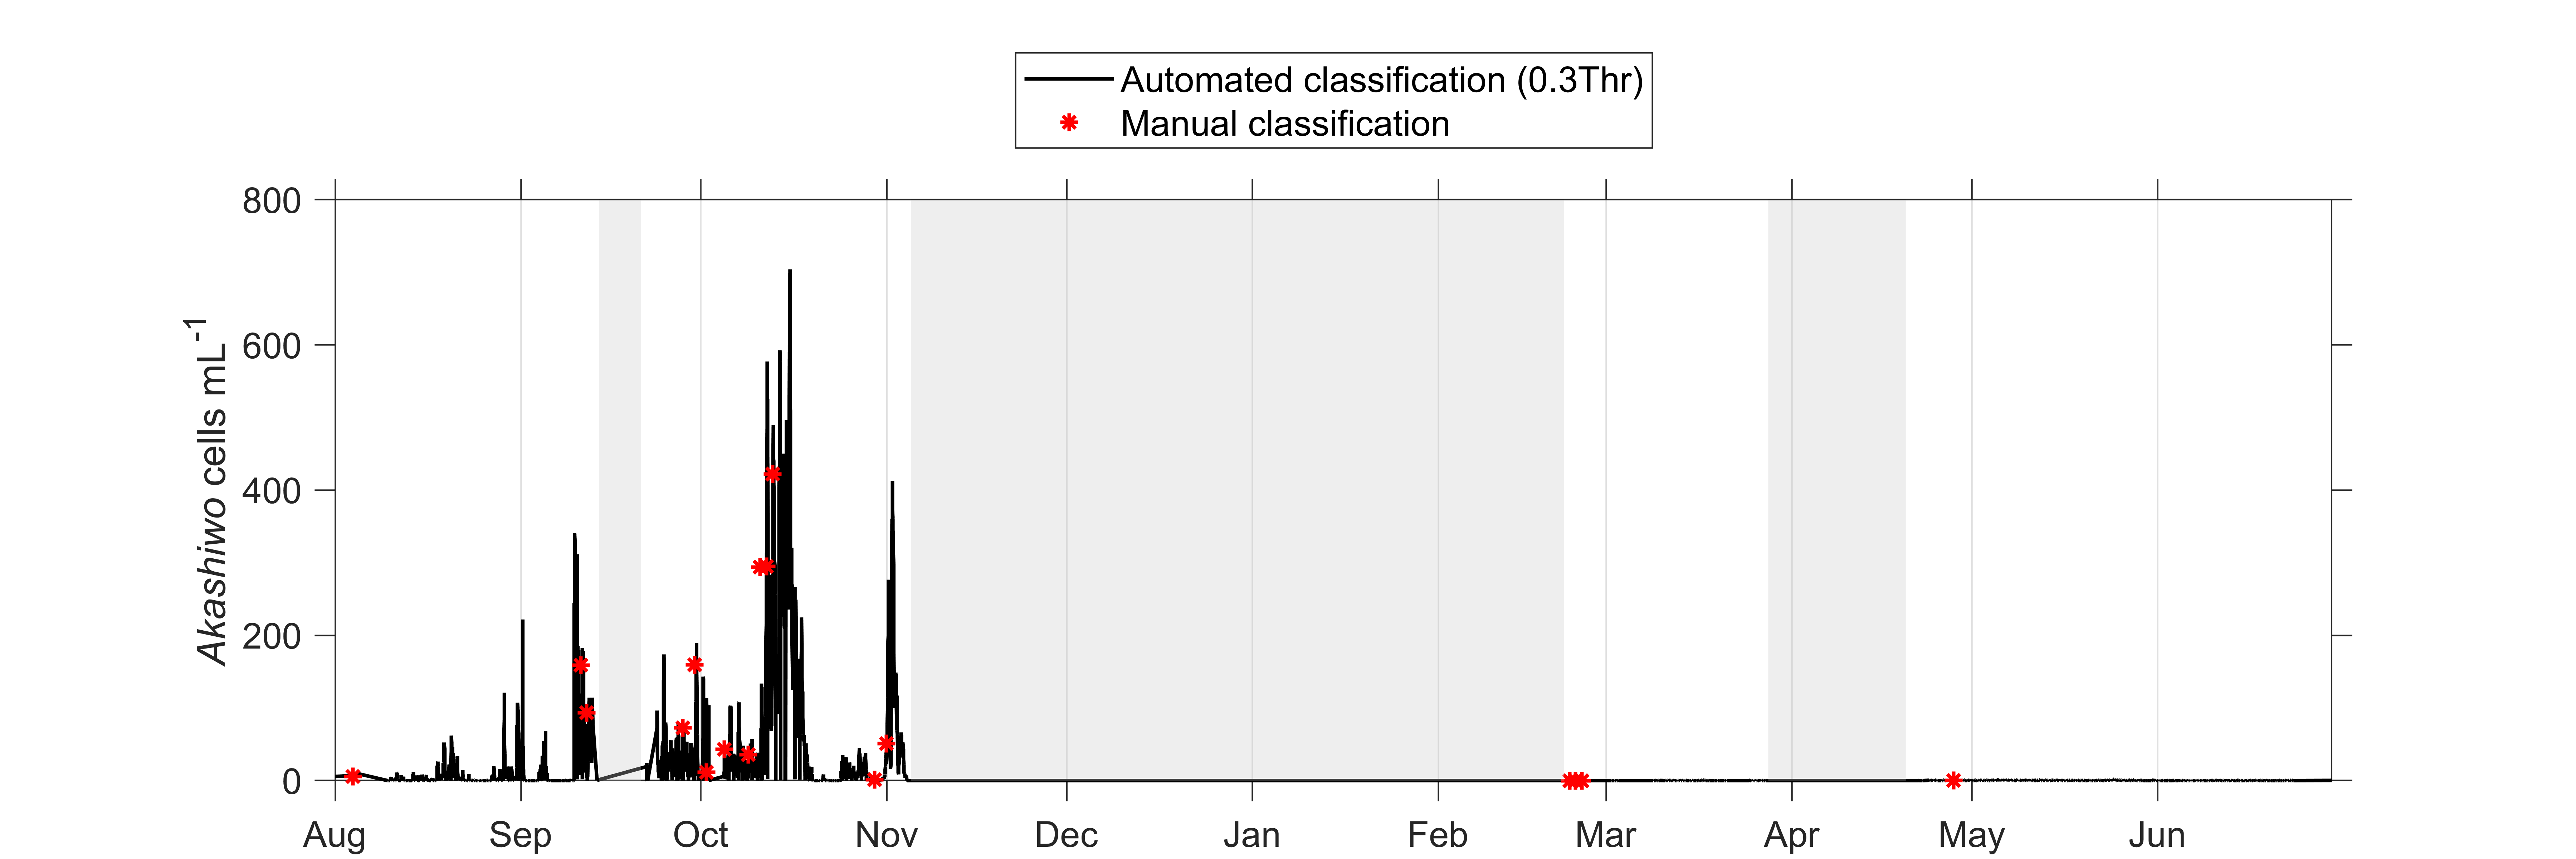 Automated classification (0.3Thr)
Manual classification
Akashiwo cells mL-1
800
600
400
200
0
Aug Sep Oct Nov Dec Jan Feb Mar Apr May Jun